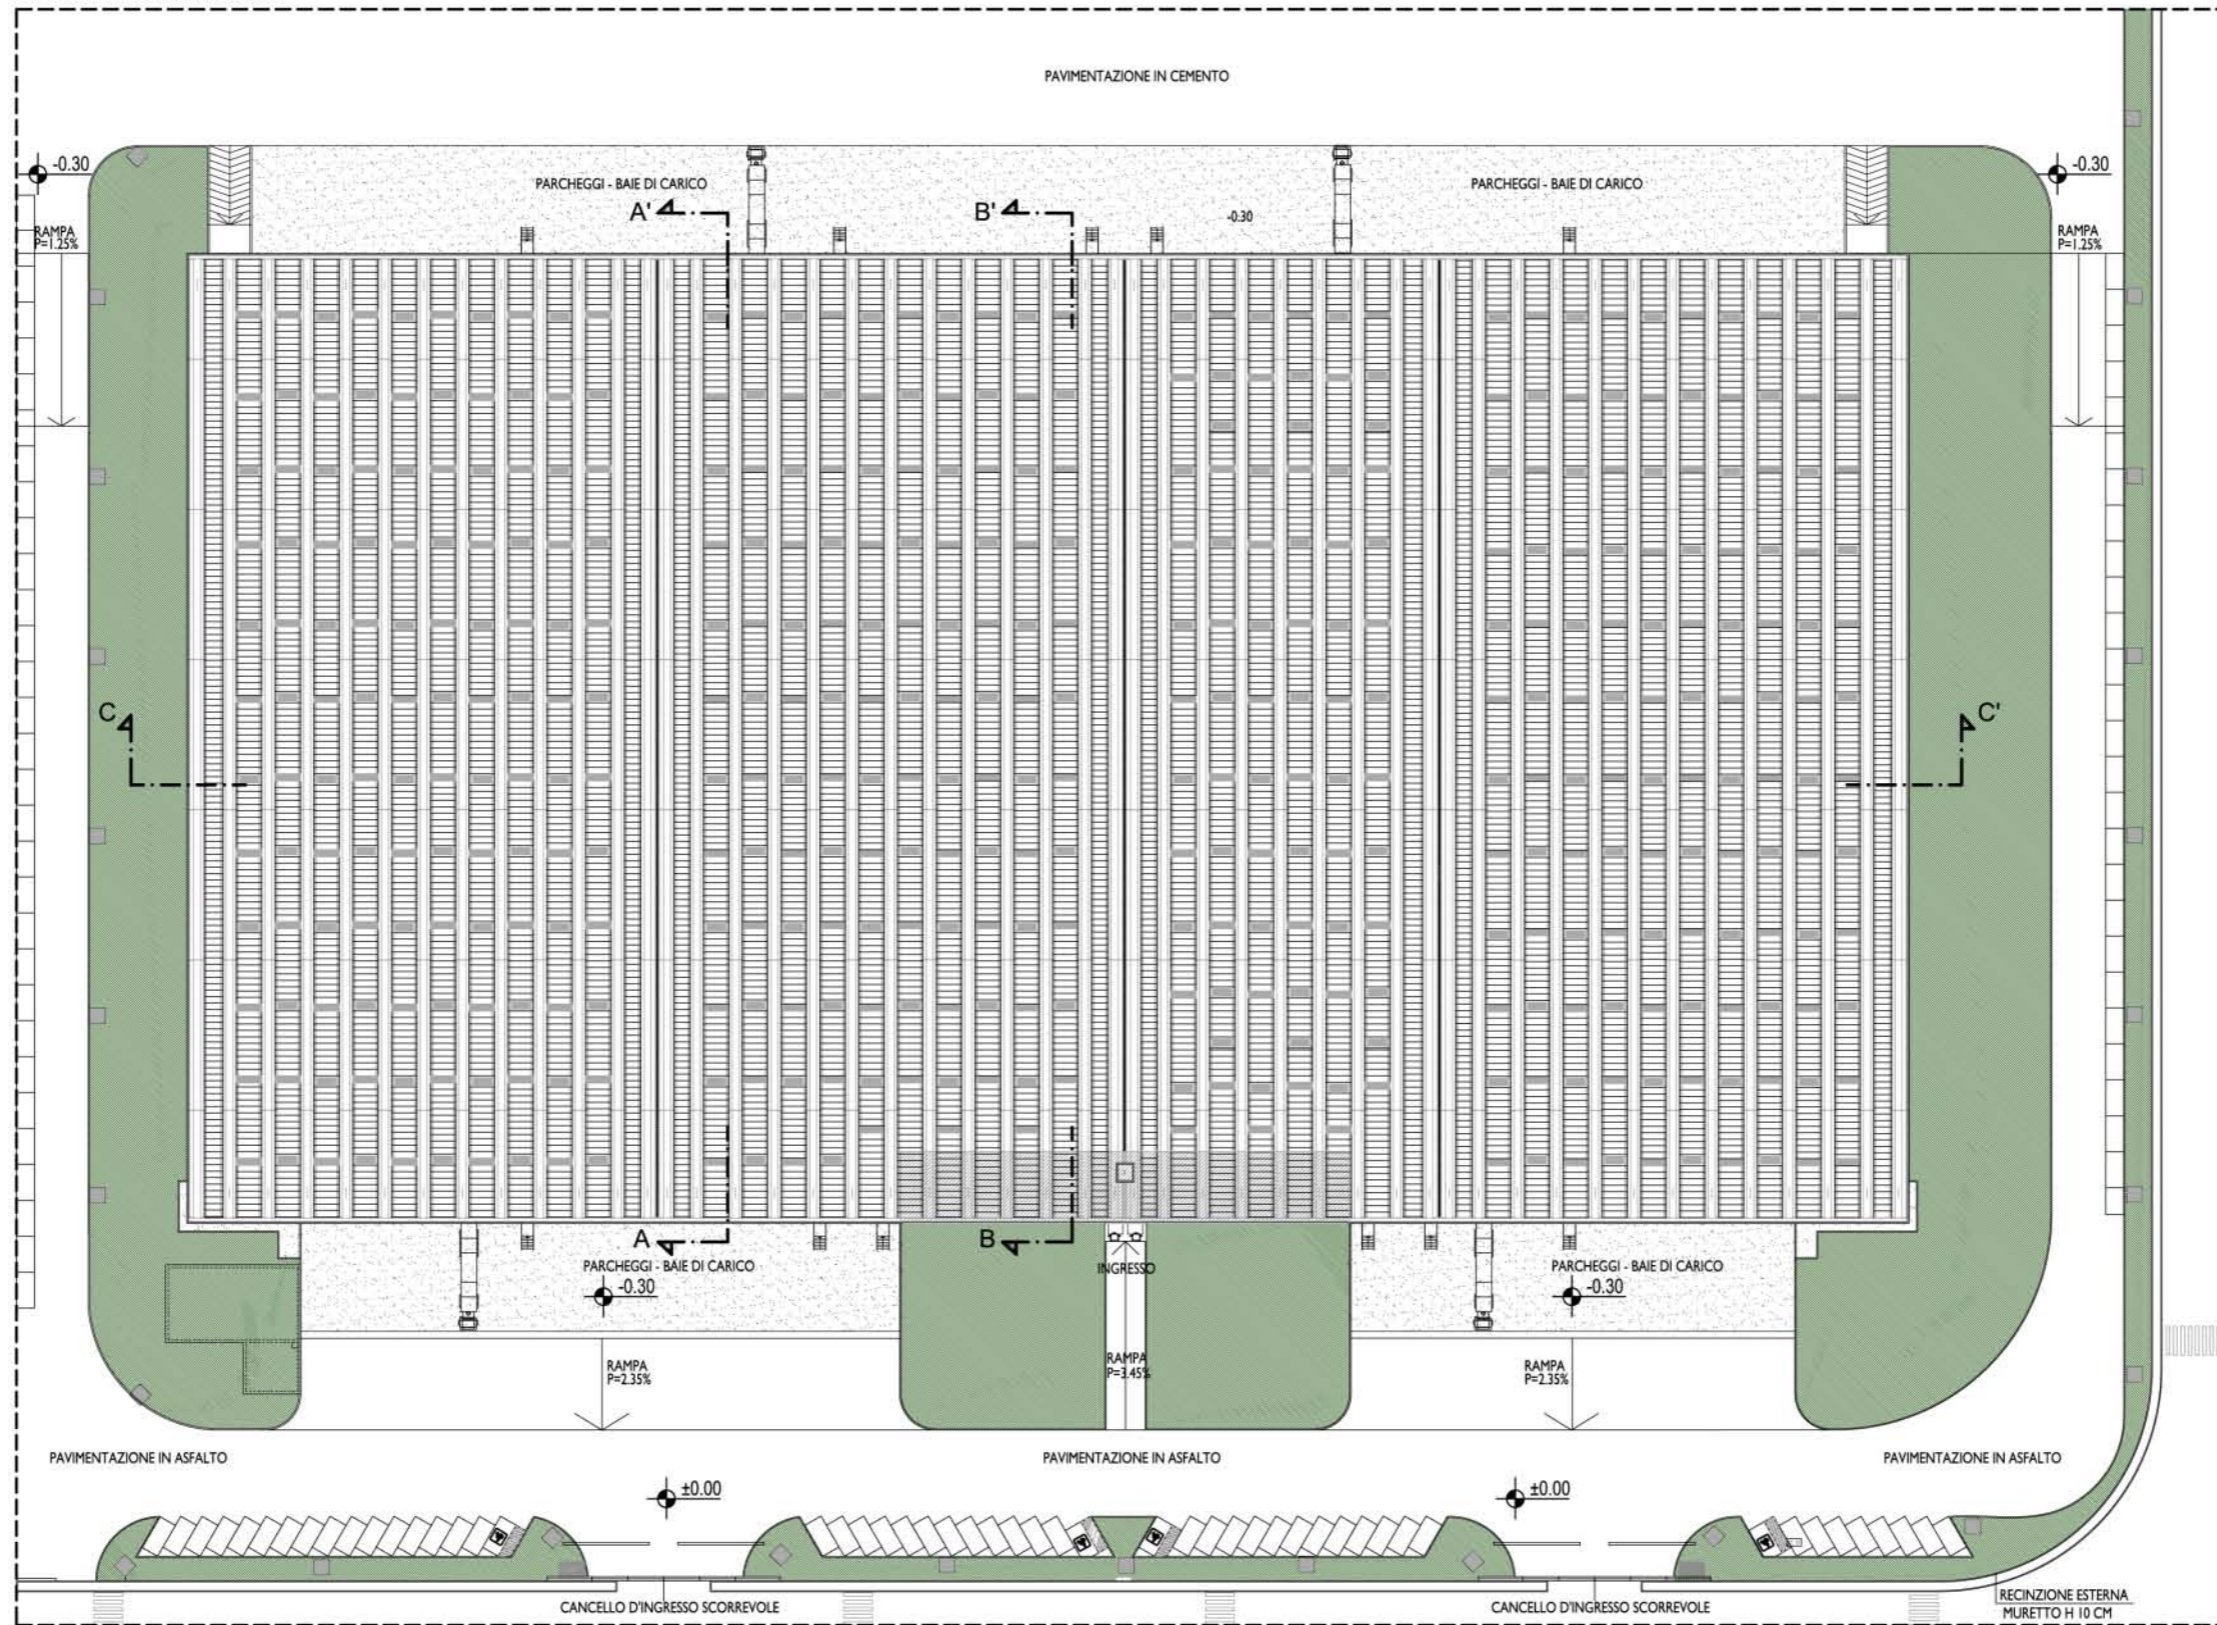 PAVIMENTAZIONE IN CEMENTO
-0.30
-0.30
PARCHEGGI - BAIE DI CARICO
PARCHEGGI - BAIE DI CARICO
A'
B'
-0.30
RAMPA
P=1.25%
RAMPA
P=1.25%
C
C'
A
B
PARCHEGGI - BAIE DI CARICO
INGRESSO
PARCHEGGI - BAIE DI CARICO
-0.30
-0.30
RAMPA
P=2.35%
RAMPA
P=3.45%
RAMPA
P=2.35%
PAVIMENTAZIONE IN ASFALTO
PAVIMENTAZIONE IN ASFALTO
PAVIMENTAZIONE IN ASFALTO
±0.00
±0.00
CANCELLO D'INGRESSO SCORREVOLE
CANCELLO D'INGRESSO SCORREVOLE
RECINZIONE ESTERNA
MURETTO H 10 CM